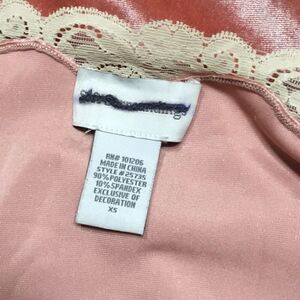 RN# 101206
MADE IN CHINA
STYLE #25735
90% POLYESTER
10% SPANDEX
EXCLUSIVE OF
DECORATION
XS